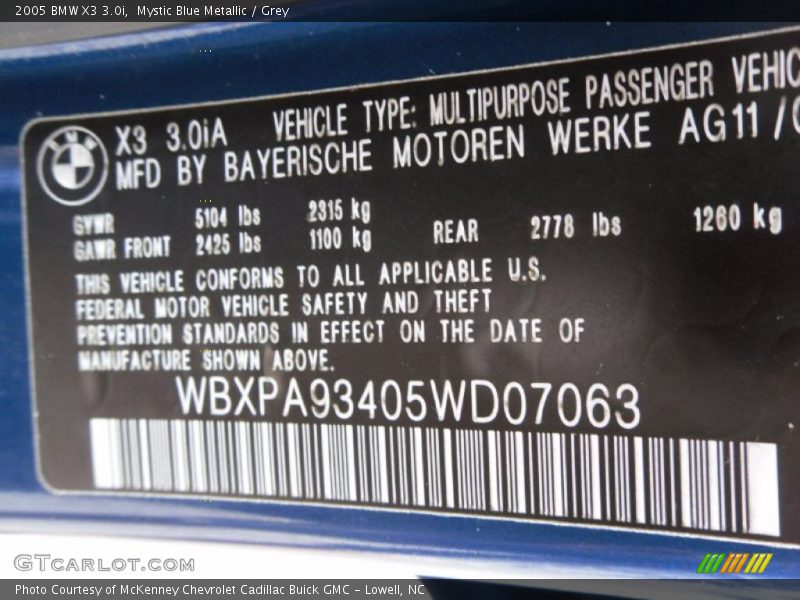 2005 BMW X3 3.0i, Mystic Blue Metallic / Grey
BMW
X3 3.0iA VEHICLE TYPE: MULTIPURPOSE PASSENGER VEHIC
MFD BY BAYERISCHE MOTOREN WERKE AG 11 /
GVWR 5104 lbs 2315 kg
GAWR FRONT 2425 lbs 1100 kg REAR 2778 lbs 1260 kg
THIS VEHICLE CONFORMS TO ALL APPLICABLE U.S.
FEDERAL MOTOR VEHICLE SAFETY AND THEFT
PREVENTION STANDARDS IN EFFECT ON THE DATE OF
MANUFACTURE SHOWN ABOVE.
WBXPA93405WD07063
GTCARLOT.COM
Photo Courtesy of McKenney Chevrolet Cadillac Buick GMC - Lowell, NC